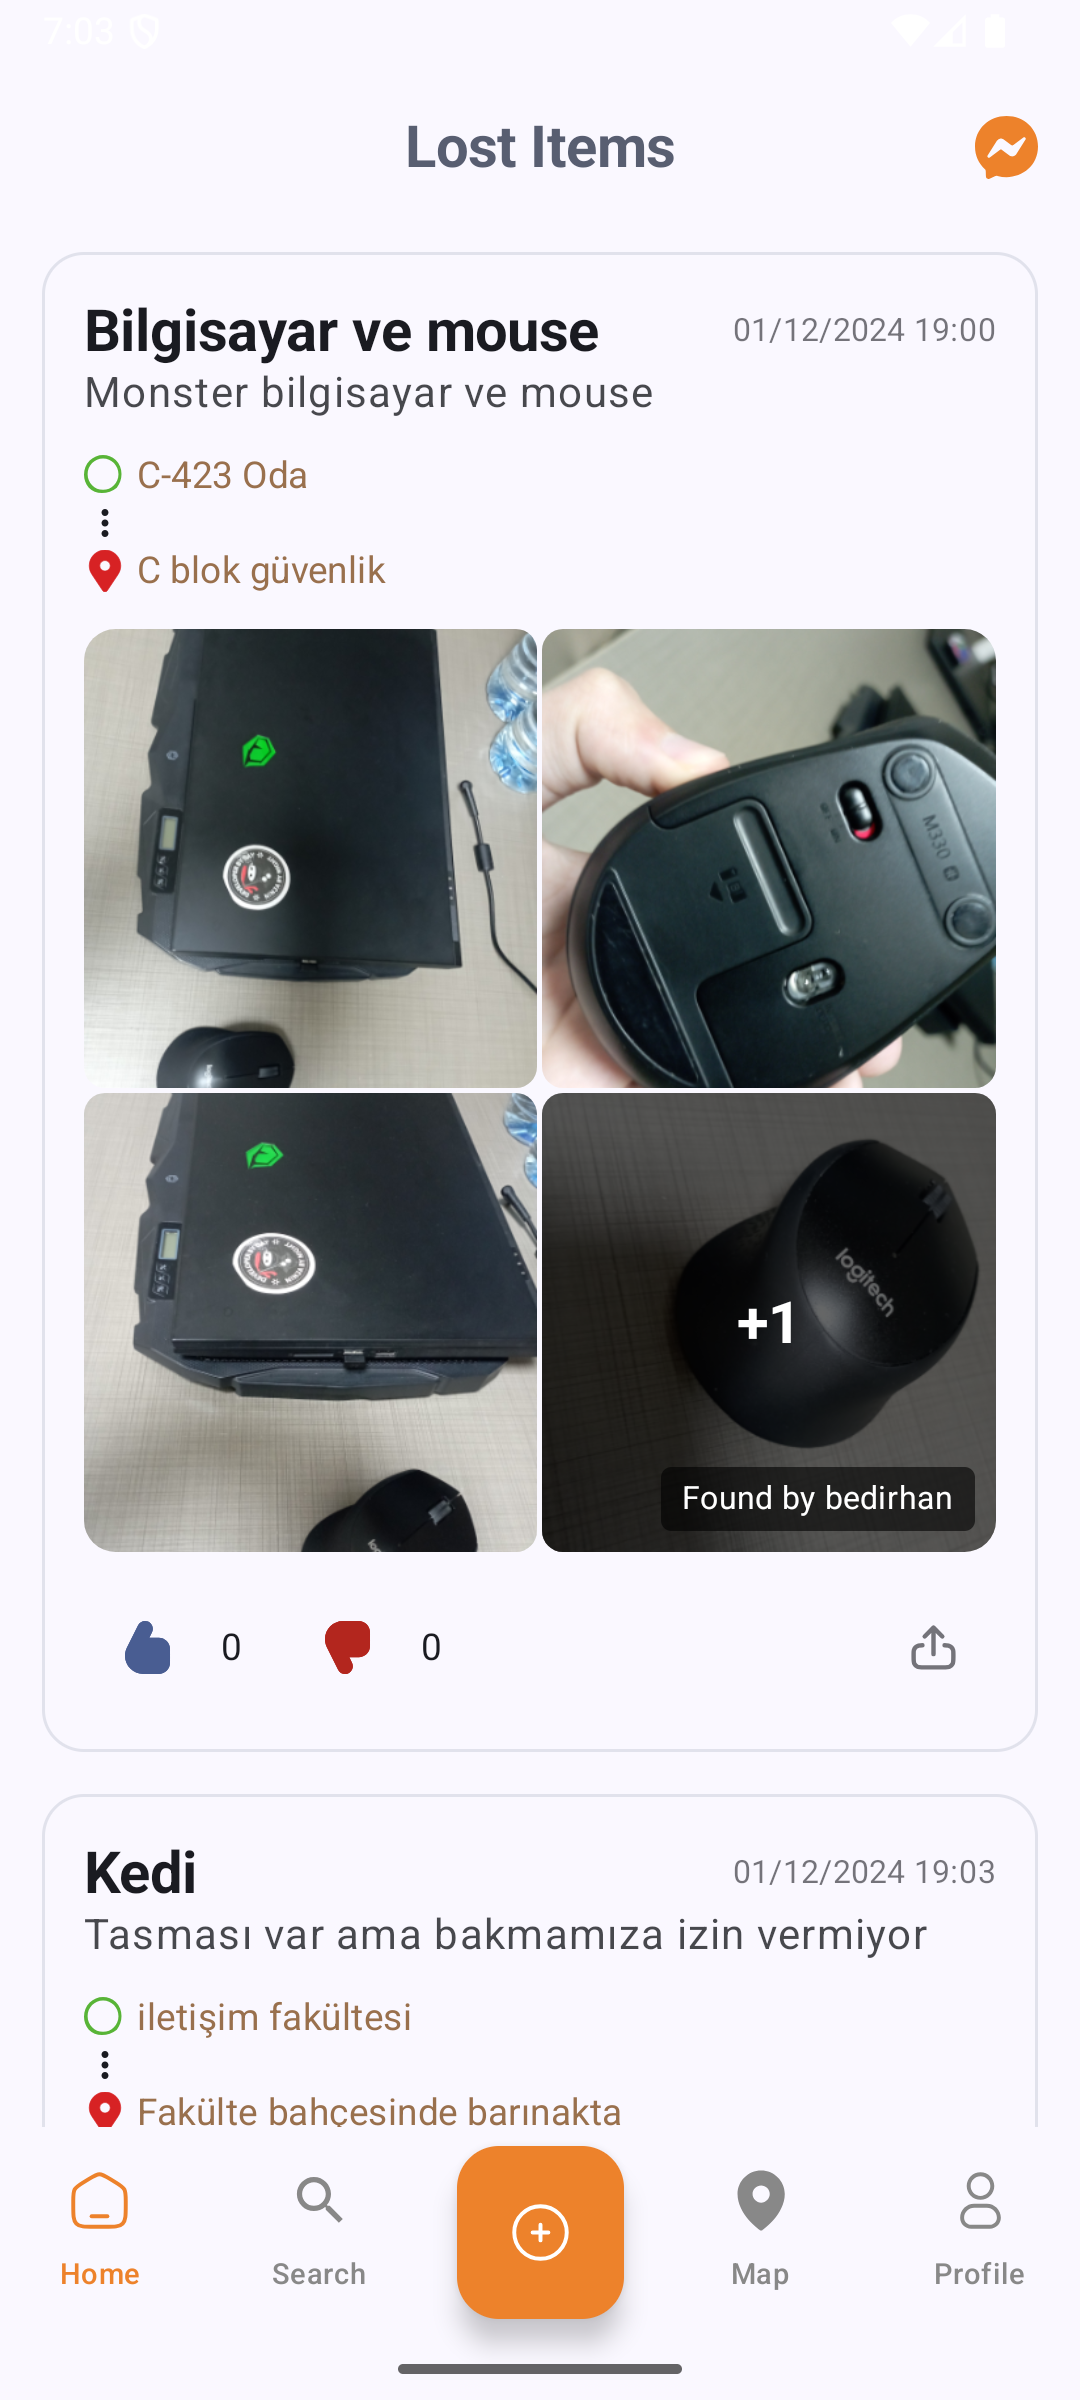 7:03
Lost Items
Bilgisayar ve mouse
01/12/2024 19:00
Monster bilgisayar ve mouse
C-423 Oda
C blok güvenlik
M330
logitech
+1
Found by bedirhan
0
0
Kedi
01/12/2024 19:03
Tasması var ama bakmamıza izin vermiyor
iletişim fakültesi
Fakülte bahçesinde barınakta
Home
Search
Map
Profile